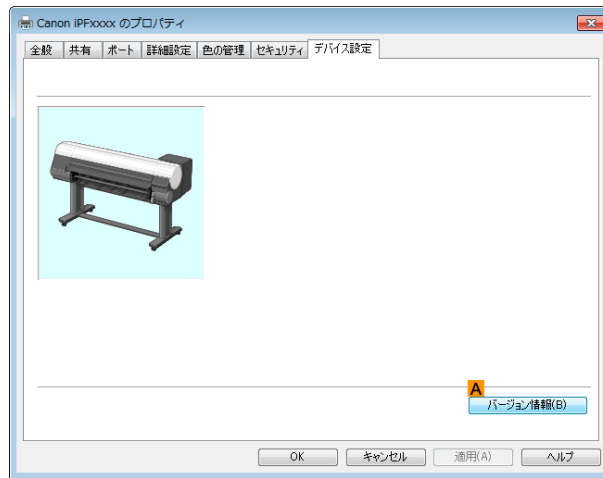 Canon iPFxxxx のプロパティ
全般 共有 ポート 詳細設定 色の管理 セキュリティ デバイス設定
A
バージョン情報(B)
OK キャンセル 適用(A) ヘルプ